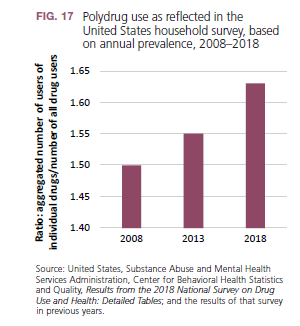 FIG. 17 Polydrug use as reflected in the
United States household survey, based
on annual prevalence, 2008–2018
Ratio: aggregated number of users of
individual drugs/number of all drug users
1.65
1.60
1.55
1.50
1.45
1.40
2008 2013 2018
Source: United States, Substance Abuse and Mental Health
Services Administration, Center for Behavioral Health Statistics
and Quality, Results from the 2018 National Survey on Drug
Use and Health: Detailed Tables; and the results of that survey
in previous years.